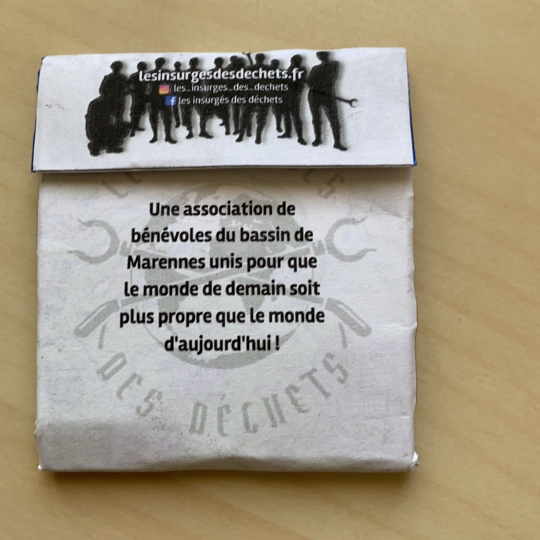 lesinsurgesdesdechets.fr
les_insurges_des_dechets
les insurgés des déchets
Une association de
bénévoles du bassin de
Marennes unis pour que
le monde de demain soit
plus propre que le monde
d'aujourd'hui !
DES DÉCHETS